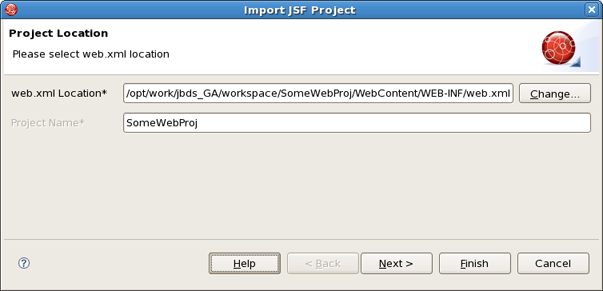 Import JSF Project
Project Location
Please select web.xml location
web.xml Location* /opt/work/jbds_GA/workspace/SomeWebProj/WebContent/WEB-INF/web.xml Change...
Project Name* SomeWebProj
? Help < Back Next > Finish Cancel